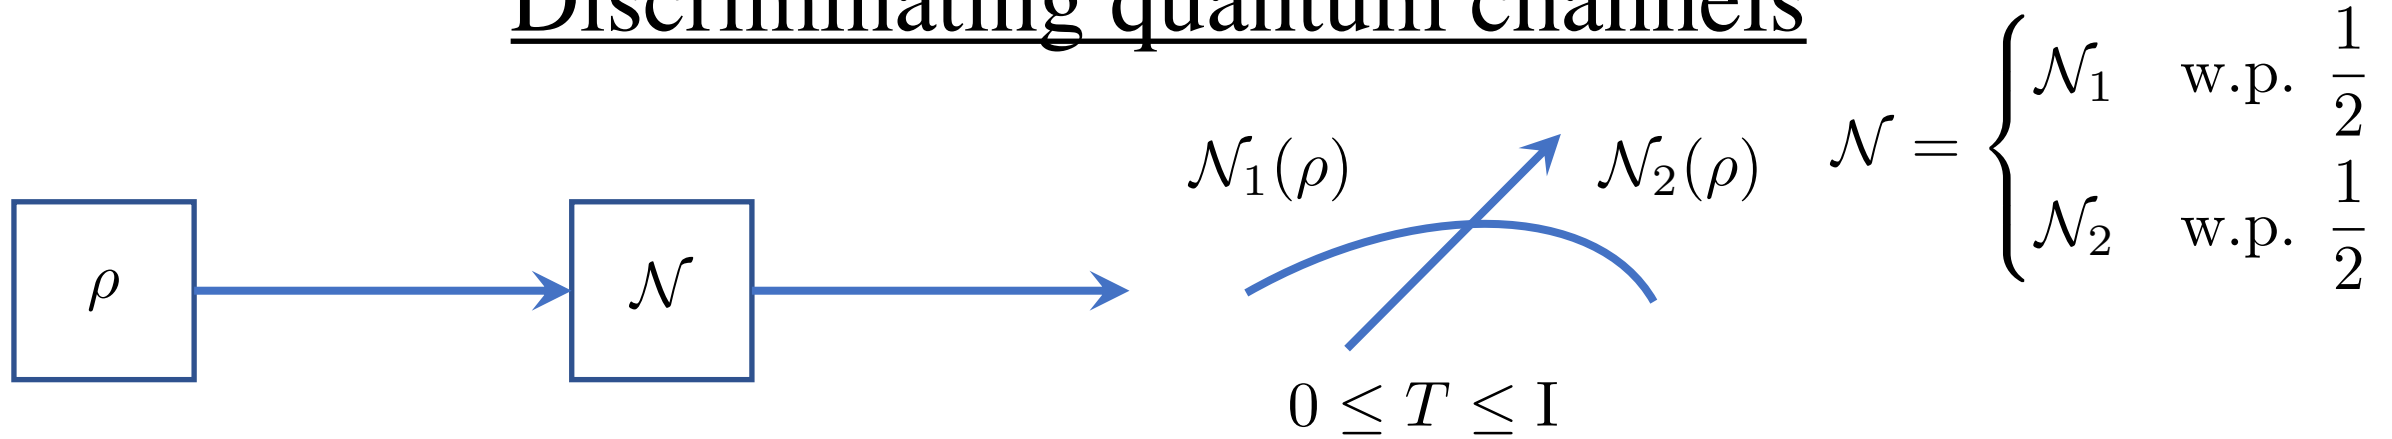 Discriminating quantum channels
𝒩 = { 𝒩₁ w.p. 1/2
𝒩₂ w.p. 1/2
𝒩₁(ρ) 𝒩₂(ρ)
ρ 𝒩
0 ≤ T ≤ I